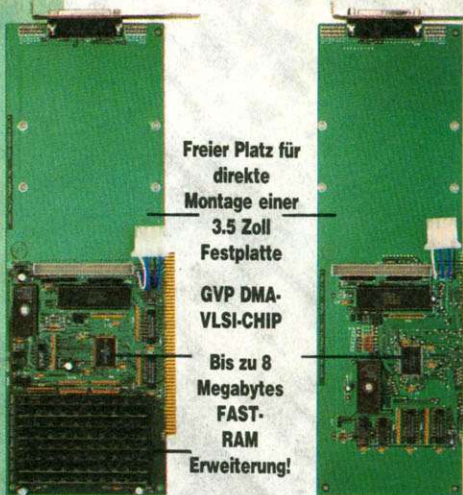 Freier Platz für
direkte
Montage einer
3.5 Zoll
Festplatte
GVP DMA-
VLSI-CHIP
Bis zu 8
Megabytes
FAST-
RAM
Erweiterung!